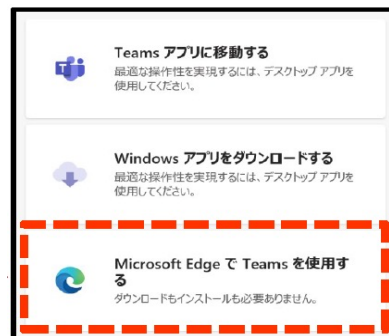 Teams アプリに移動する
最適な操作性を実現するには、デスクトップ アプリを
使用してください。
Windows アプリをダウンロードする
最適な操作性を実現するには、デスクトップ アプリを
使用してください。
Microsoft Edge で Teams を使用す
る
ダウンロードもインストールも必要ありません。